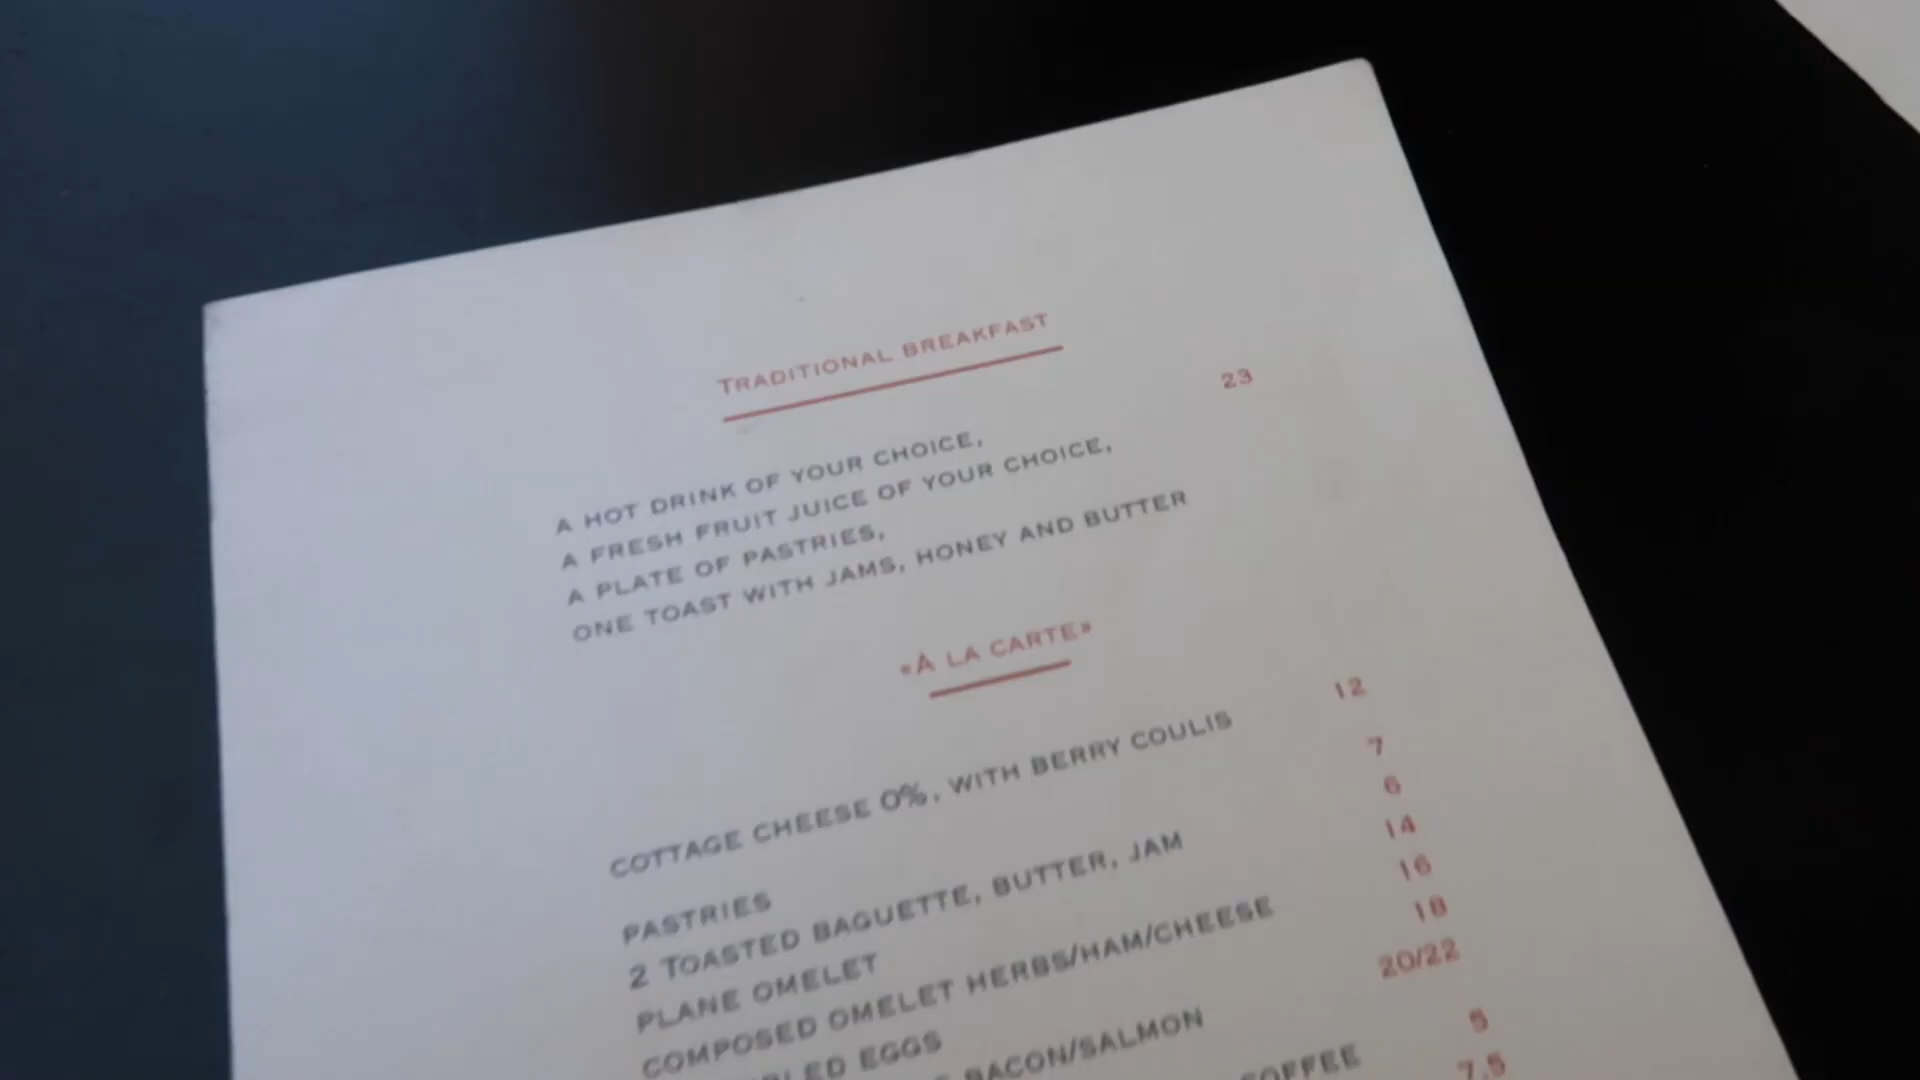 TRADITIONAL BREAKFAST
23
A HOT DRINK OF YOUR CHOICE,
A FRESH FRUIT JUICE OF YOUR CHOICE,
A PLATE OF PASTRIES,
ONE TOAST WITH JAMS, HONEY AND BUTTER
«À LA CARTE»
COTTAGE CHEESE 0%, WITH BERRY COULIS 12
PASTRIES 7
2 TOASTED BAGUETTE, BUTTER, JAM 6
PLANE OMELET 14
COMPOSED OMELET HERBS/HAM/CHEESE 16
EGGS 18
BACON/SALMON 20/22
COFFEE 5
7,5